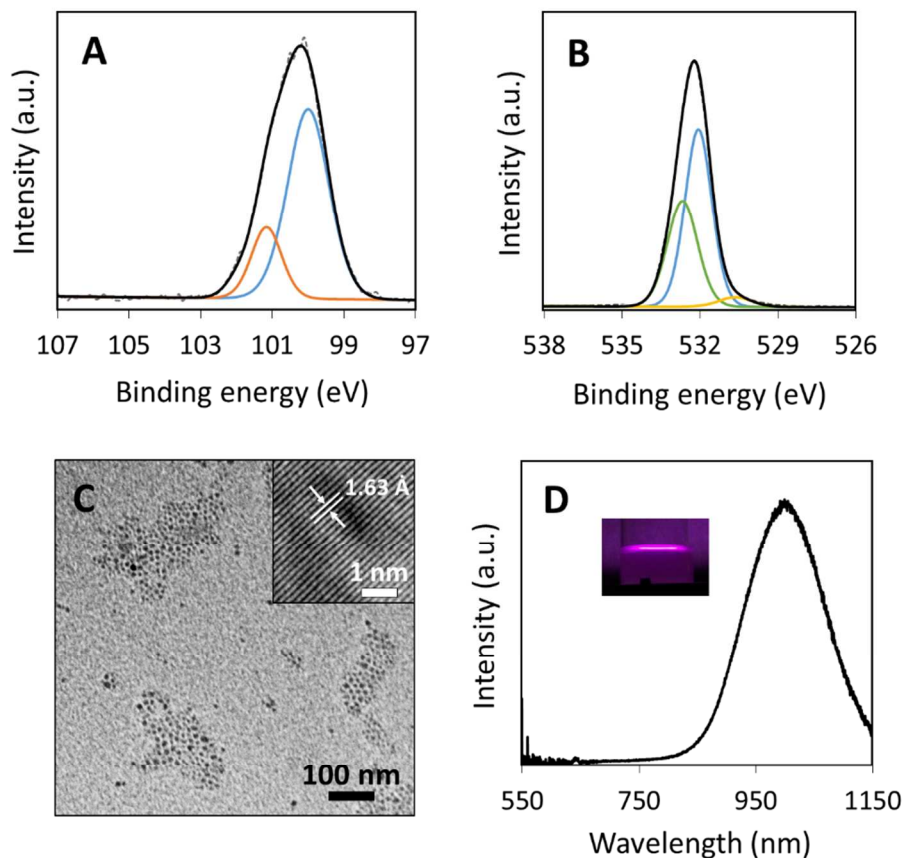 A
Intensity (a.u.)
107 105 103 101 99 97
Binding energy (eV)
B
Intensity (a.u.)
538 535 532 529 526
Binding energy (eV)
C
1.63 Å
1 nm
100 nm
D
Intensity (a.u.)
550 750 950 1150
Wavelength (nm)